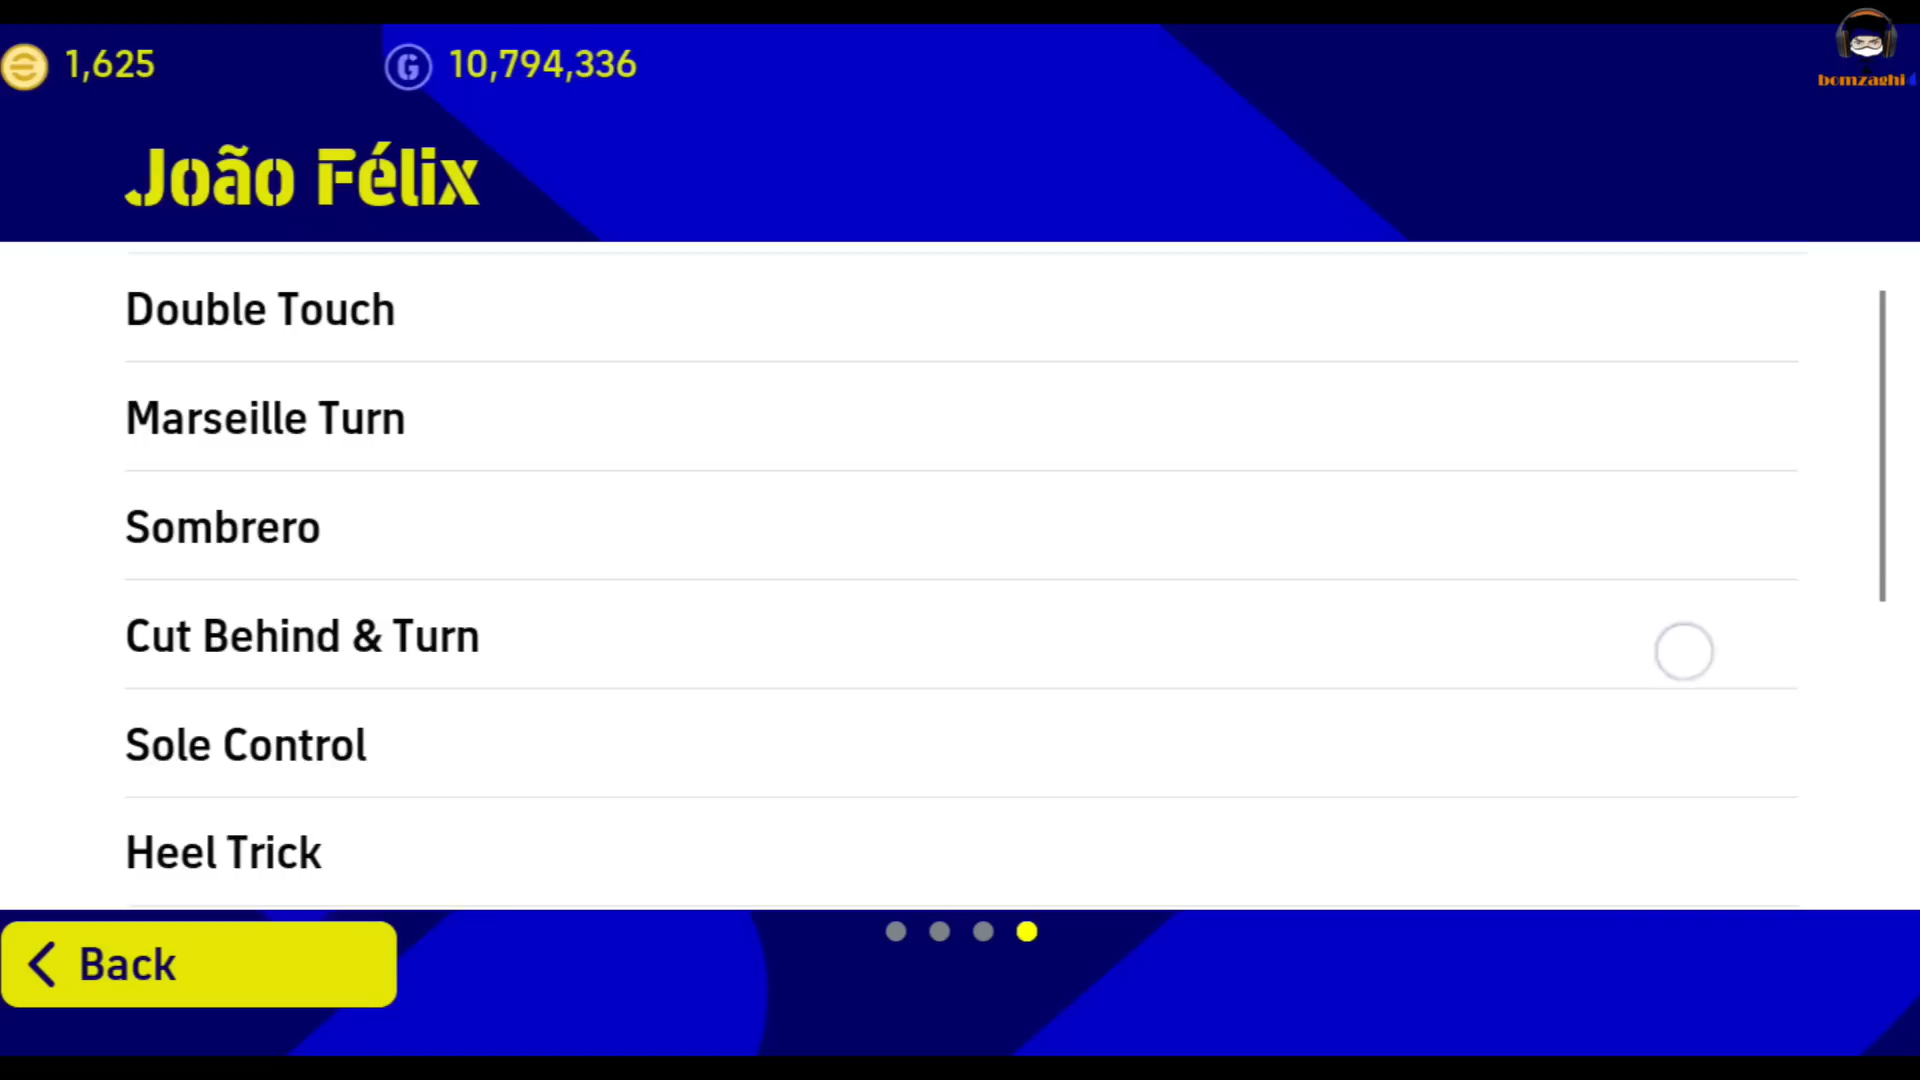 1,625
10,794,336
bomzaghi
João Félix
Double Touch
Marseille Turn
Sombrero
Cut Behind & Turn
Sole Control
Heel Trick
Back